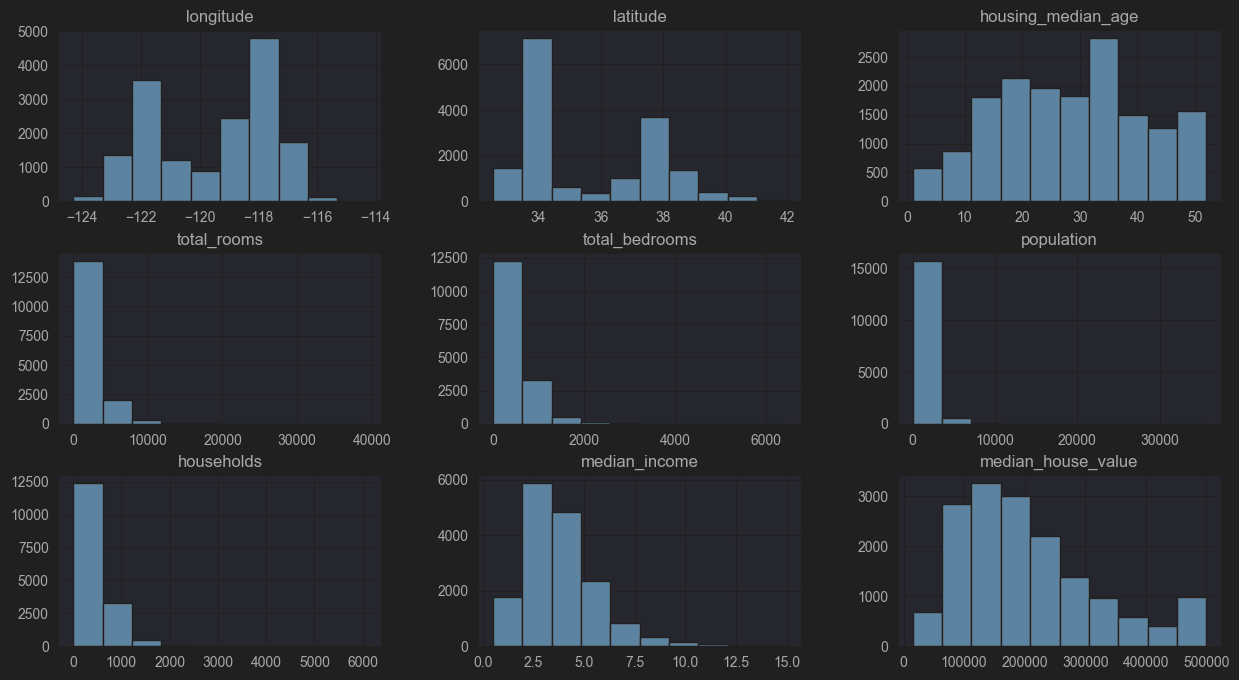 longitude
5000
4000
3000
2000
1000
0
−124 −122 −120 −118 −116 −114
latitude
6000
4000
2000
0
34 36 38 40 42
housing_median_age
2500
2000
1500
1000
500
0
0 10 20 30 40 50
total_rooms
12500
10000
7500
5000
2500
0
0 10000 20000 30000 40000
total_bedrooms
12500
10000
7500
5000
2500
0
0 2000 4000 6000
population
15000
10000
5000
0
0 10000 20000 30000
households
12500
10000
7500
5000
2500
0
0 1000 2000 3000 4000 5000 6000
median_income
6000
4000
2000
0
0.0 2.5 5.0 7.5 10.0 12.5 15.0
median_house_value
3000
2000
1000
0
0 100000 200000 300000 400000 500000